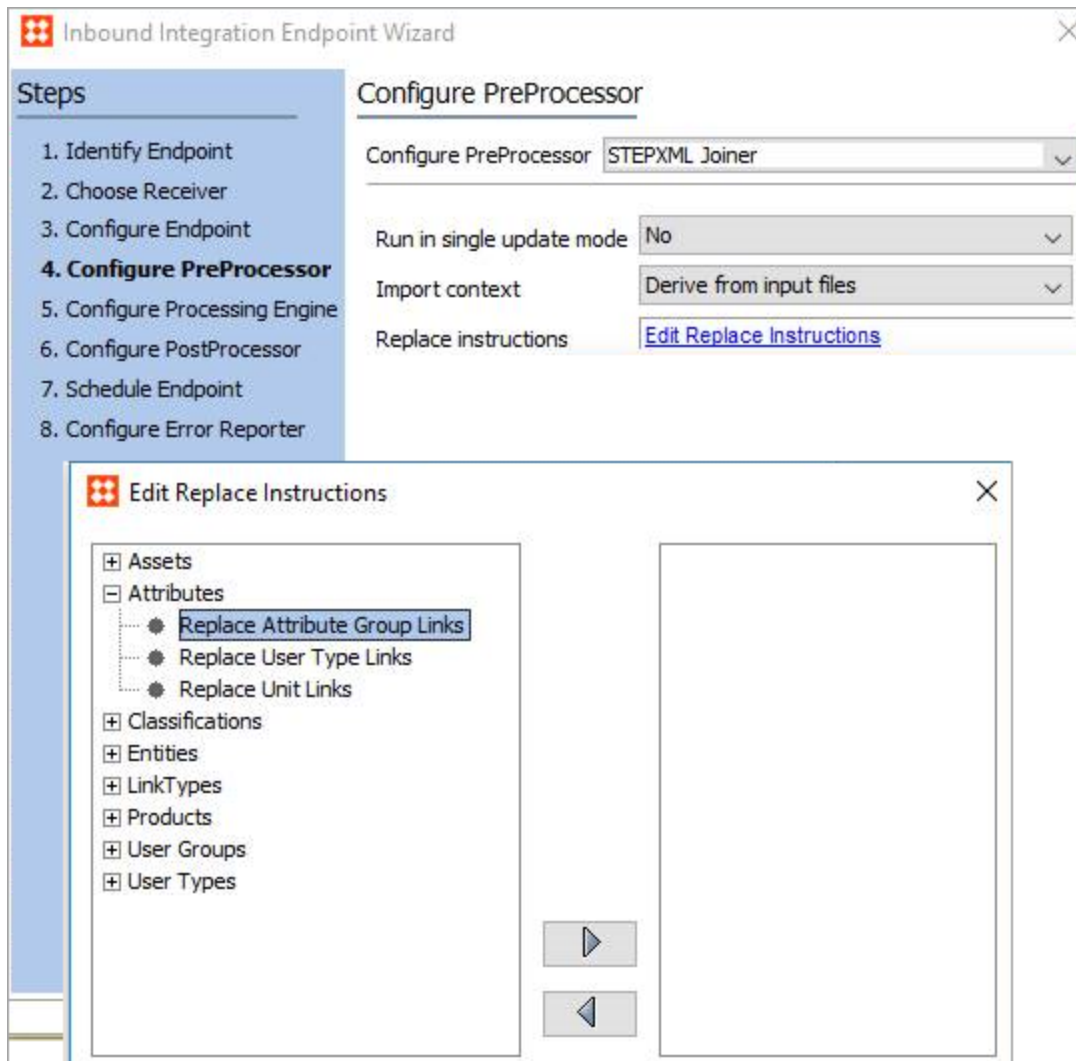 Inbound Integration Endpoint Wizard
Steps
1. Identify Endpoint
2. Choose Receiver
3. Configure Endpoint
4. Configure PreProcessor
5. Configure Processing Engine
6. Configure PostProcessor
7. Schedule Endpoint
8. Configure Error Reporter
Configure PreProcessor
Configure PreProcessor STEPXML Joiner
Run in single update mode No
Import context Derive from input files
Replace instructions Edit Replace Instructions
Edit Replace Instructions
Assets
Attributes
Replace Attribute Group Links
Replace User Type Links
Replace Unit Links
Classifications
Entities
LinkTypes
Products
User Groups
User Types